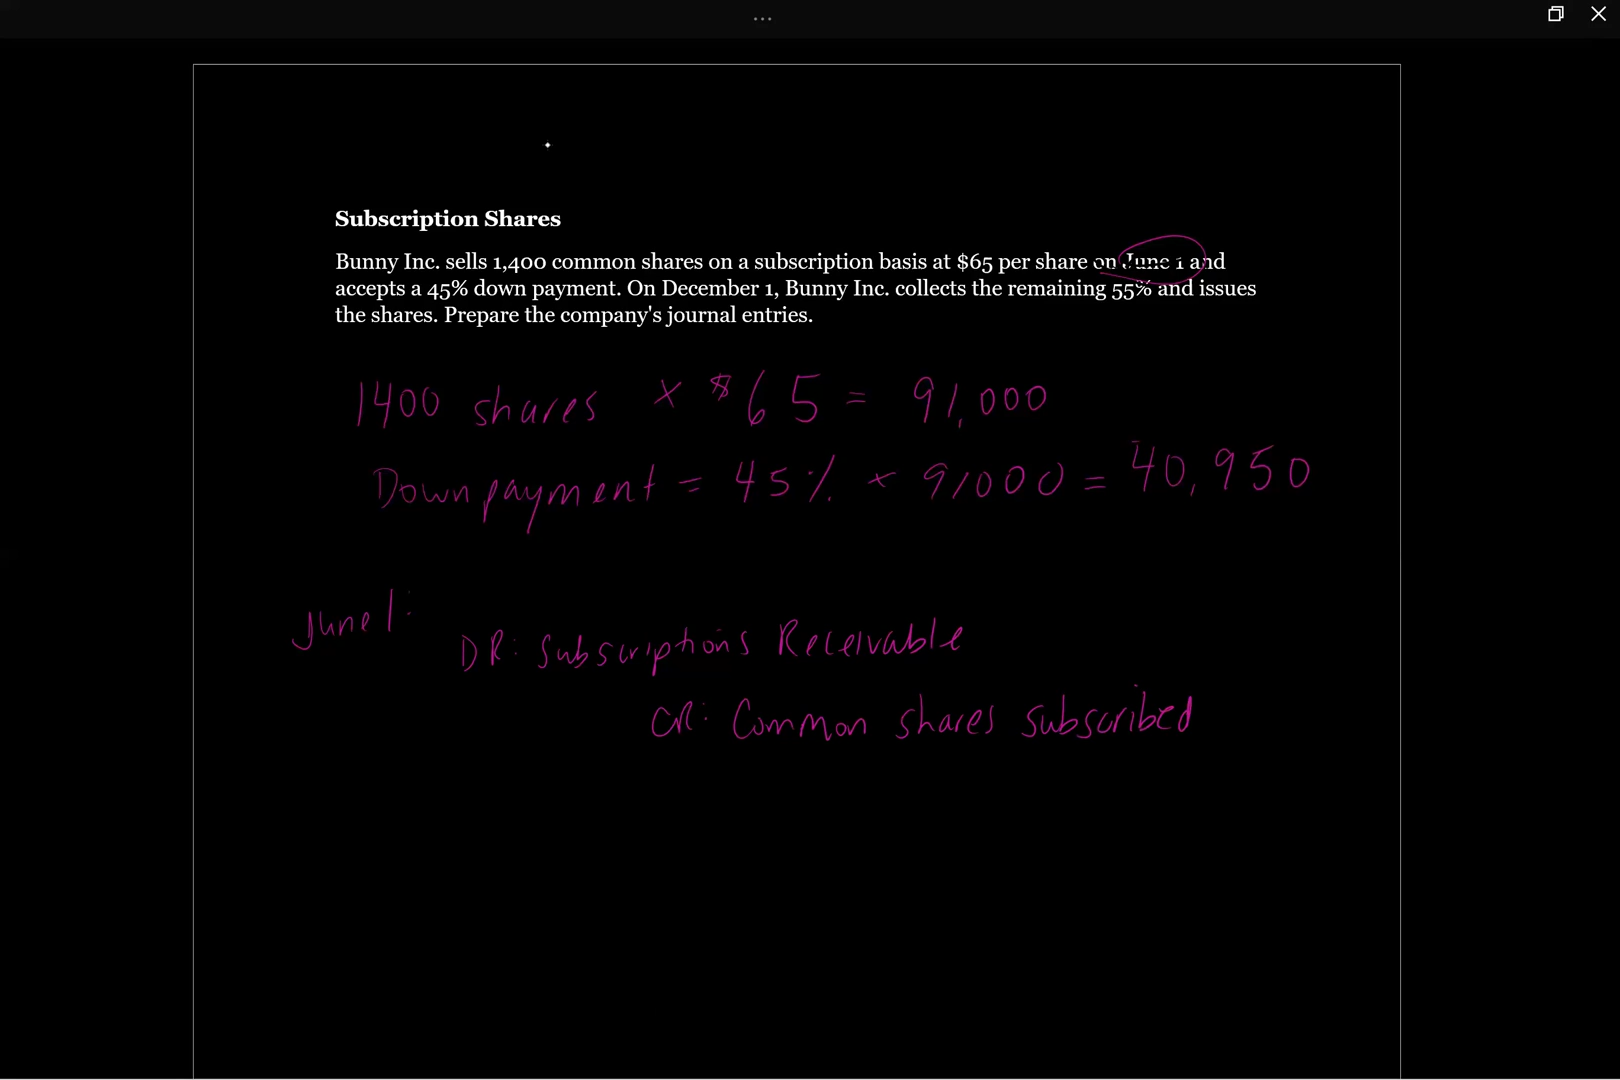 Subscription Shares
Bunny Inc. sells 1,400 common shares on a subscription basis at $65 per share on June 1 and
accepts a 45% down payment. On December 1, Bunny Inc. collects the remaining 55% and issues
the shares. Prepare the company's journal entries.
1400 shares × $65 = 91,000
Downpayment = 45% × 91000 = 40,950
June 1:
DR: Subscriptions Receivable
CR: Common shares subscribed